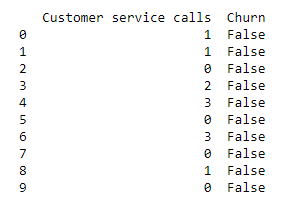 Customer service calls Churn
0 1 False
1 1 False
2 0 False
3 2 False
4 3 False
5 0 False
6 3 False
7 0 False
8 1 False
9 0 False